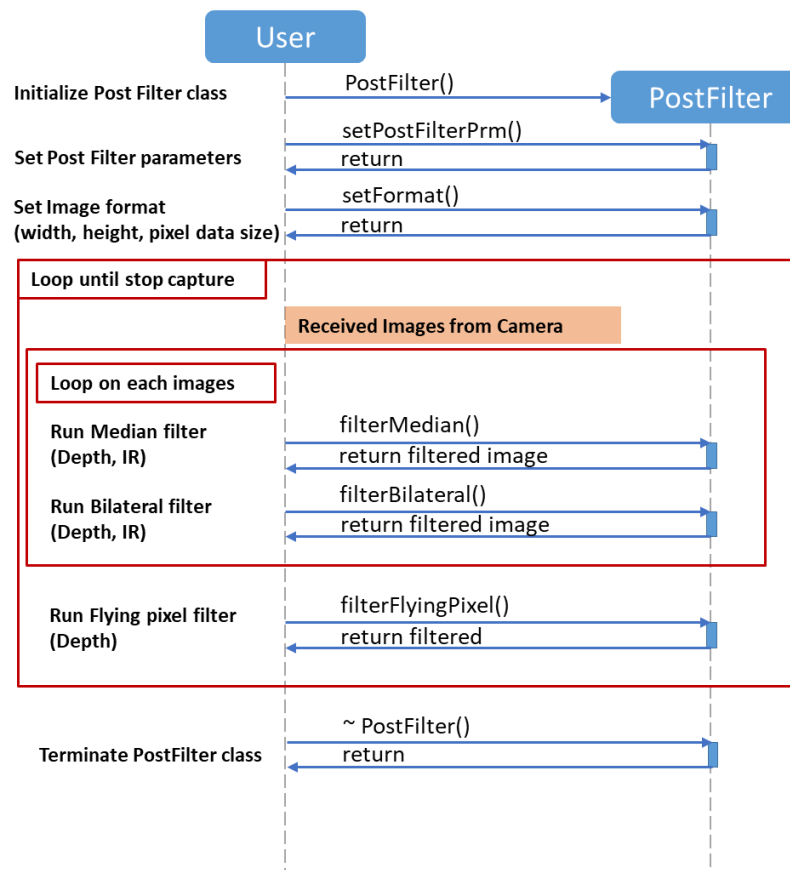 User
Initialize Post Filter class
PostFilter()
PostFilter
setPostFilterPrm()
Set Post Filter parameters
return
Set Image format
(width, height, pixel data size)
setFormat()
return
Loop until stop capture
Received Images from Camera
Loop on each images
Run Median filter
(Depth, IR)
filterMedian()
return filtered image
Run Bilateral filter
(Depth, IR)
filterBilateral()
return filtered image
Run Flying pixel filter
(Depth)
filterFlyingPixel()
return filtered
~ PostFilter()
Terminate PostFilter class
return